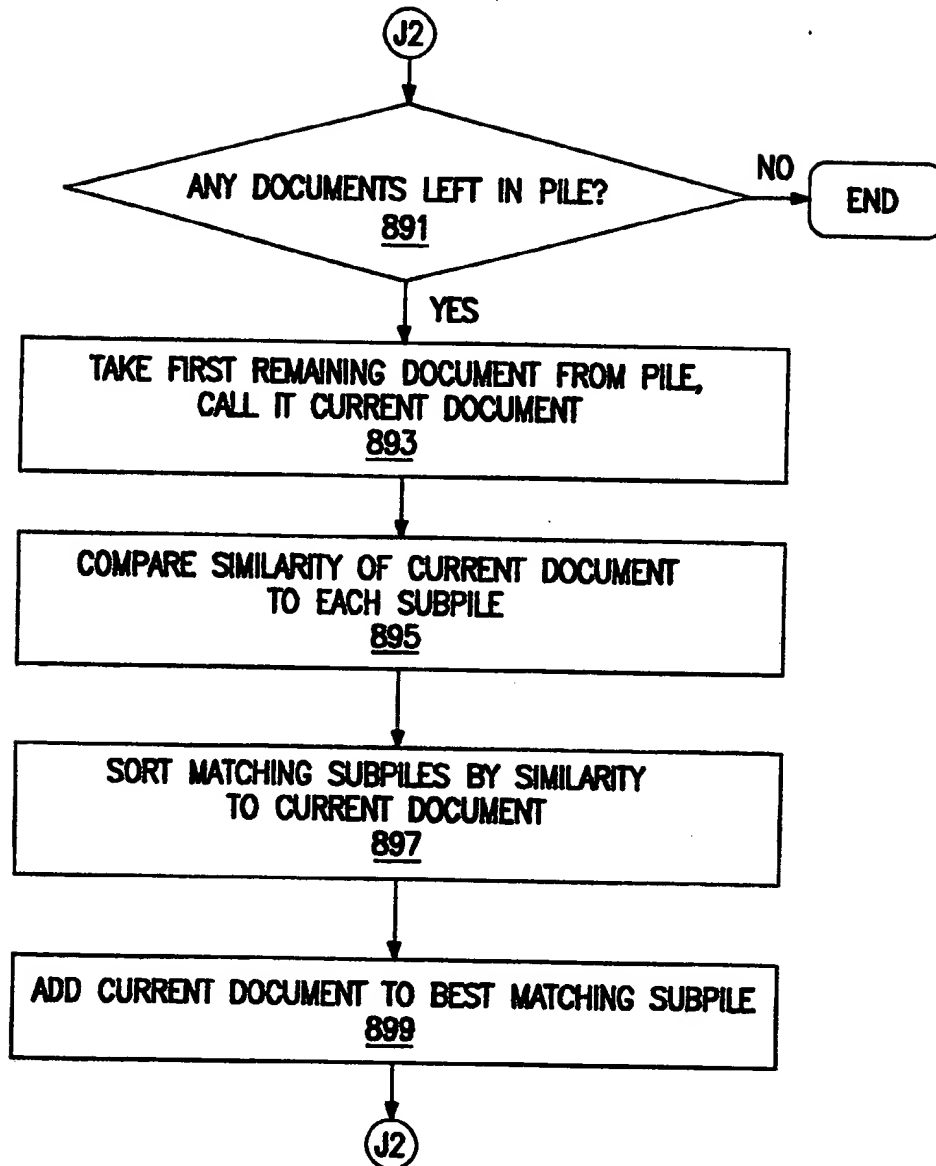 J2
ANY DOCUMENTS LEFT IN PILE?
891
NO
END
YES
TAKE FIRST REMAINING DOCUMENT FROM PILE,
CALL IT CURRENT DOCUMENT
893
COMPARE SIMILARITY OF CURRENT DOCUMENT
TO EACH SUBPILE
895
SORT MATCHING SUBPILES BY SIMILARITY
TO CURRENT DOCUMENT
897
ADD CURRENT DOCUMENT TO BEST MATCHING SUBPILE
899
J2